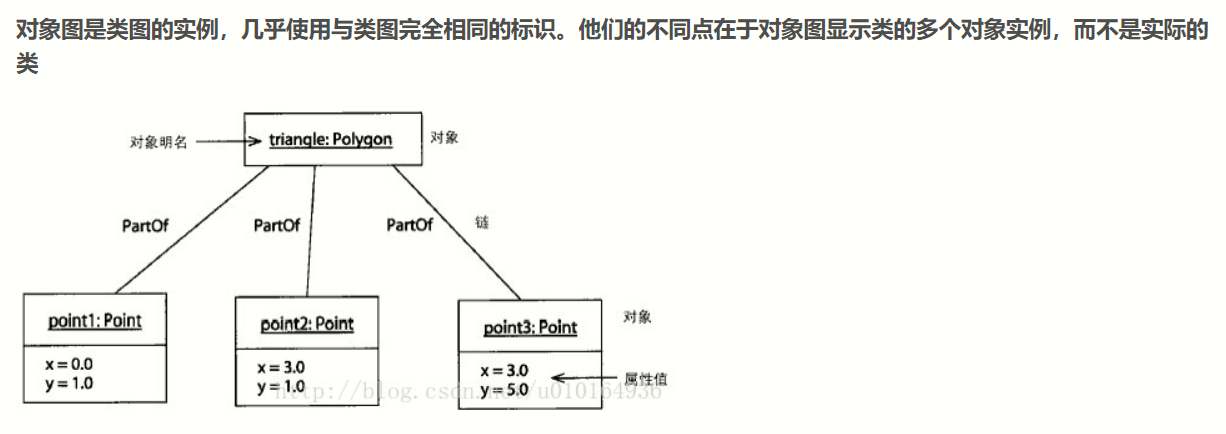 对象图是类图的实例，几乎使用与类图完全相同的标识。他们的不同点在于对象图显示类的多个对象实例，而不是实际的
类
对象明名
triangle: Polygon
对象
PartOf
PartOf
PartOf
链
point1: Point
x = 0.0
y = 1.0
point2: Point
x = 3.0
y = 1.0
point3: Point
x = 3.0
y = 5.0
对象
属性值
http://blog.csdn.net/u010164936